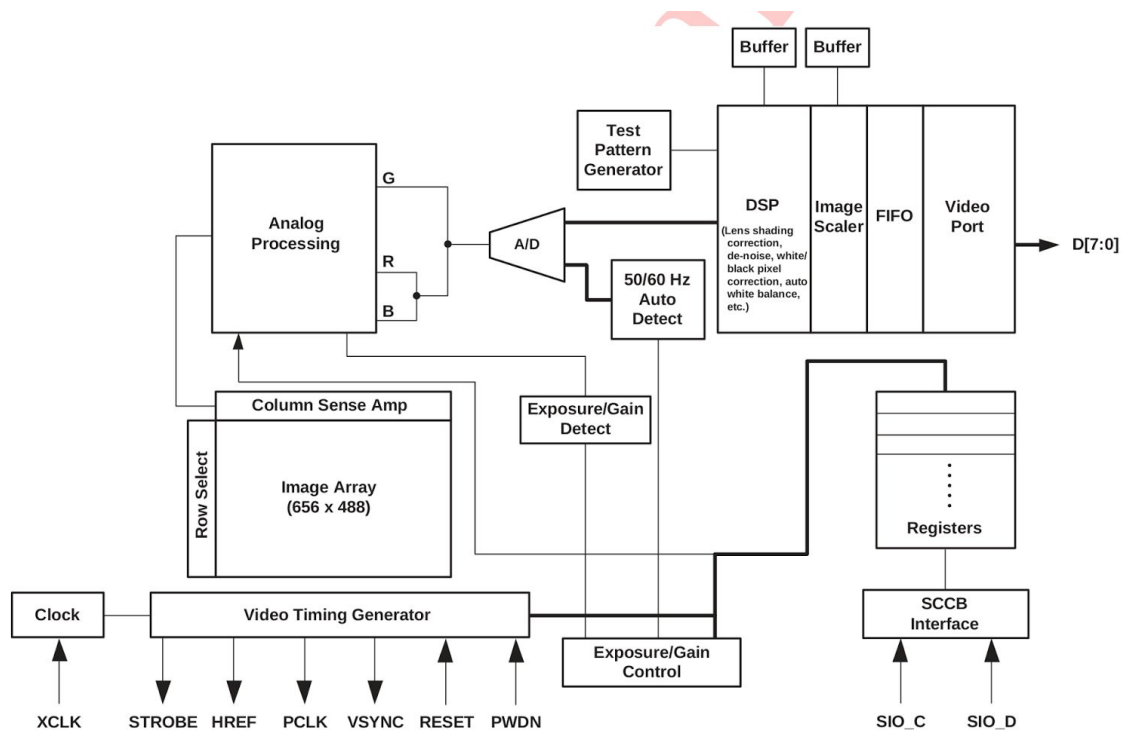 Buffer
Buffer
Test
Pattern
Generator
Analog
Processing
G
R
B
A/D
50/60 Hz
Auto
Detect
DSP
(Lens shading
correction,
de-noise, white/
black pixel
correction, auto
white balance,
etc.)
Image
Scaler
FIFO
Video
Port
D[7:0]
Column Sense Amp
Row Select
Image Array
(656 x 488)
Exposure/Gain
Detect
Registers
Clock
Video Timing Generator
Exposure/Gain
Control
SCCB
Interface
XCLK
STROBE
HREF
PCLK
VSYNC
RESET
PWDN
SIO_C
SIO_D